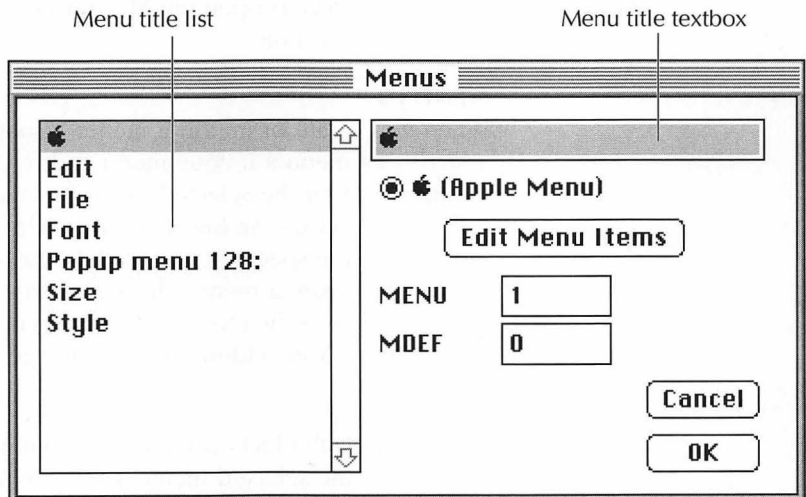 Menu title list
Menu title textbox
Menus
Edit
File
Font
Popup menu 128:
Size
Style
(Apple Menu)
Edit Menu Items
MENU 1
MDEF 0
Cancel
OK